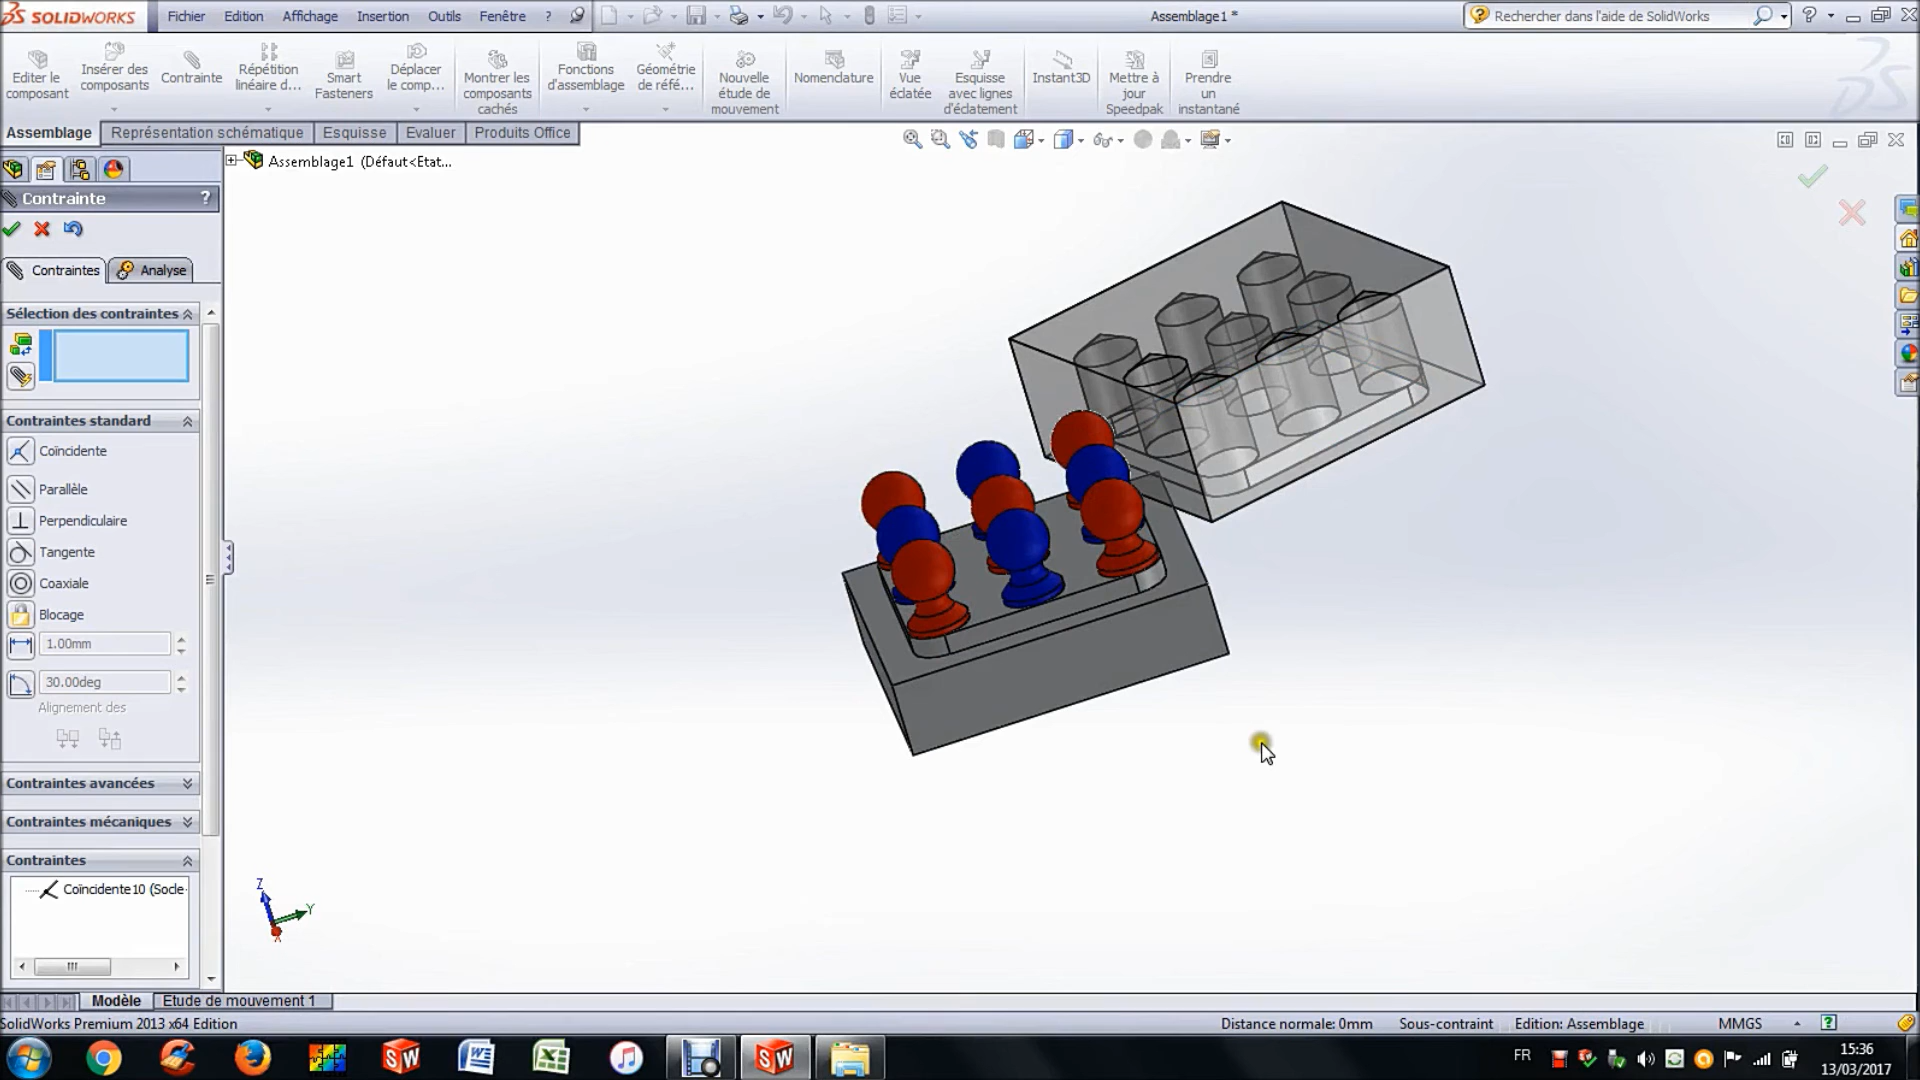 SOLIDWORKS Fichier Edition Affichage Insertion Outils Fenêtre ? Assemblage1 * Rechercher dans l'aide de SolidWorks
Editer le composant
Insérer des composants
Contrainte
Répétition linéaire d...
Smart Fasteners
Déplacer le comp...
Montrer les composants cachés
Fonctions d'assemblage
Géométrie de réfé...
Nouvelle étude de mouvement
Nomenclature
Vue éclatée
Esquisse avec lignes d'éclatement
Instant3D
Mettre à jour Speedpak
Prendre un instantané
Assemblage Représentation schématique Esquisse Evaluer Produits Office
Assemblage1 (Défaut<Etat...
Contrainte ?
Contraintes Analyse
Sélection des contraintes
Contraintes standard
Coïncidente
Parallèle
Perpendiculaire
Tangente
Coaxiale
Blocage
1.00mm
30.00deg
Alignement des
Contraintes avancées
Contraintes mécaniques
Contraintes
Coïncidente10 (Socle
Z
Y
X
Modèle Etude de mouvement 1
SolidWorks Premium 2013 x64 Edition Distance normale: 0mm Sous-contraint Edition: Assemblage MMGS
FR 15:36
13/03/2017